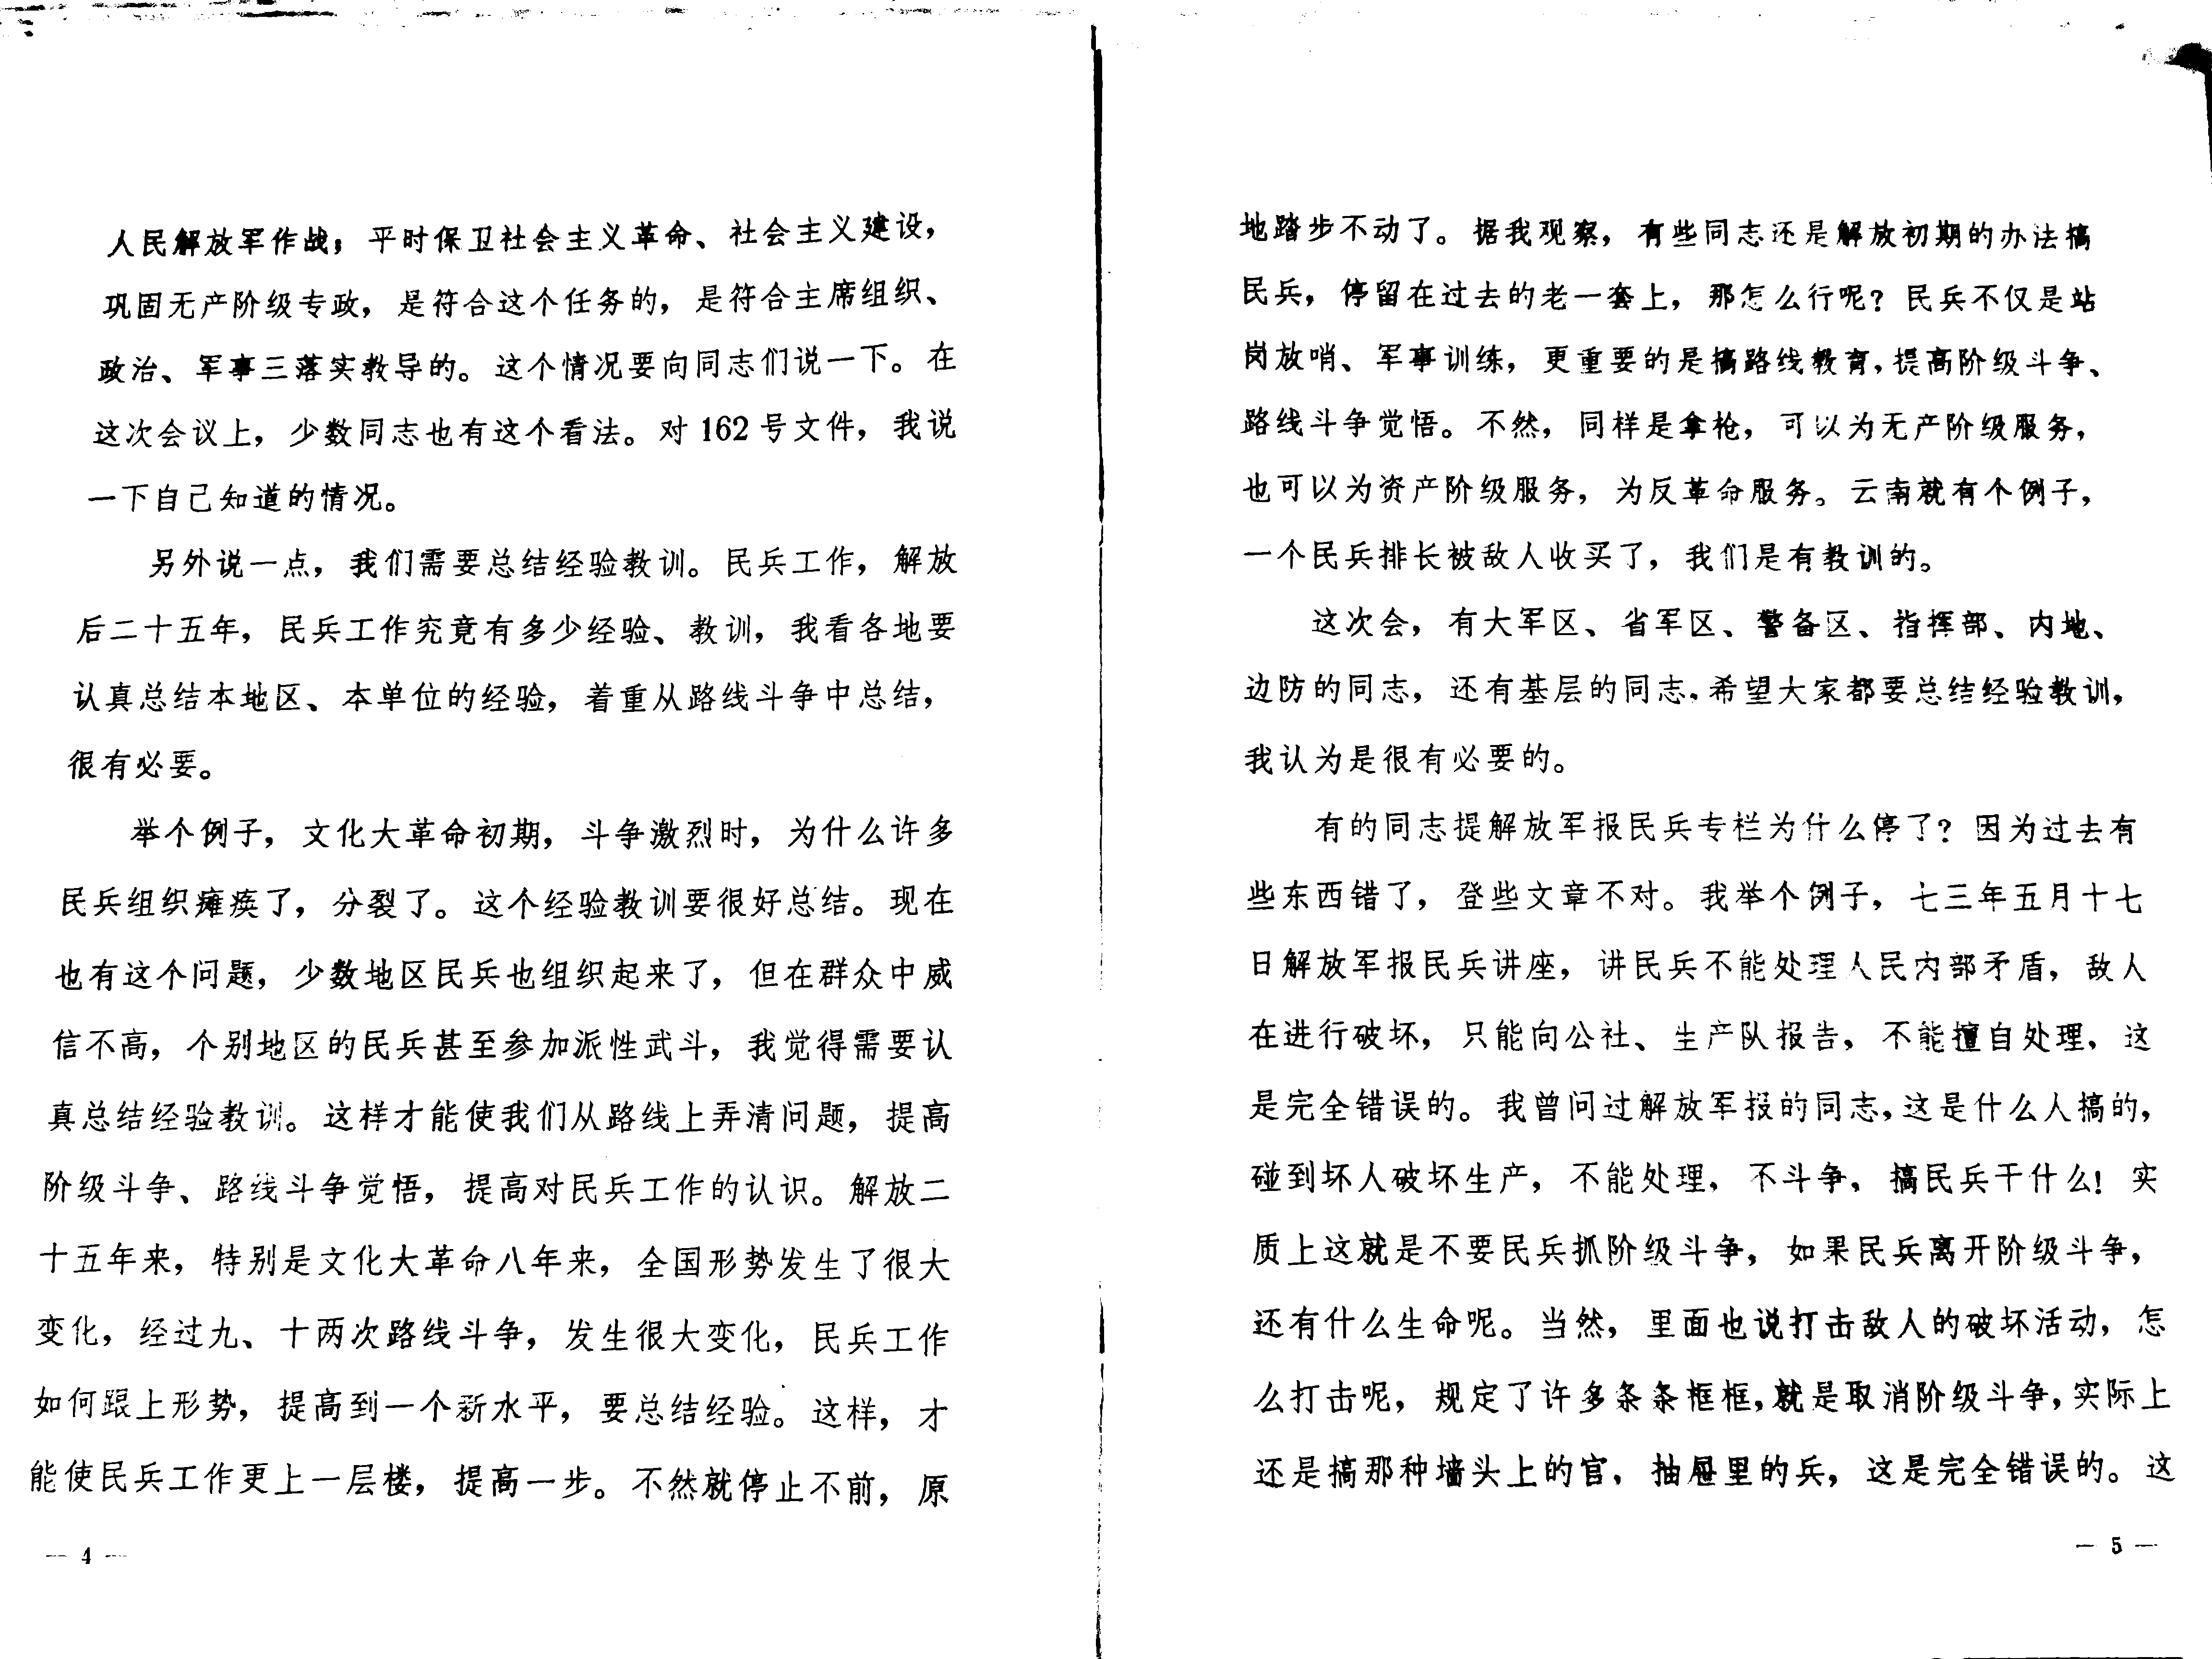 人民解放军作战；平时保卫社会主义革命、社会主义建设，
巩固无产阶级专政，是符合这个任务的，是符合主席组织、
政治、军事三落实教导的。这个情况要向同志们说一下。在
这次会议上，少数同志也有这个看法。对162号文件，我说
一下自己知道的情况。
另外说一点，我们需要总结经验教训。民兵工作，解放
后二十五年，民兵工作究竟有多少经验、教训，我看各地要
认真总结本地区、本单位的经验，着重从路线斗争中总结，
很有必要。
举个例子，文化大革命初期，斗争激烈时，为什么许多
民兵组织瘫痪了，分裂了。这个经验教训要很好总结。现在
也有这个问题，少数地区民兵也组织起来了，但在群众中威
信不高，个别地区的民兵甚至参加派性武斗，我觉得需要认
真总结经验教训。这样才能使我们从路线上弄清问题，提高
阶级斗争、路线斗争觉悟，提高对民兵工作的认识。解放二
十五年来，特别是文化大革命八年来，全国形势发生了很大
变化，经过九、十两次路线斗争，发生很大变化，民兵工作
如何跟上形势，提高到一个新水平，要总结经验。这样，才
能使民兵工作更上一层楼，提高一步。不然就停止不前，原
— 4 —
地踏步不动了。据我观察，有些同志还是解放初期的办法搞
民兵，停留在过去的老一套上，那怎么行呢？民兵不仅是站
岗放哨、军事训练，更重要的是搞路线教育，提高阶级斗争、
路线斗争觉悟。不然，同样是拿枪，可以为无产阶级服务，
也可以为资产阶级服务，为反革命服务。云南就有个例子，
一个民兵排长被敌人收买了，我们是有教训的。
这次会，有大军区、省军区、警备区、指挥部、内地、
边防的同志，还有基层的同志，希望大家都要总结经验教训，
我认为是很有必要的。
有的同志提解放军报民兵专栏为什么停了？因为过去有
些东西错了，登些文章不对。我举个例子，七三年五月十七
日解放军报民兵讲座，讲民兵不能处理人民内部矛盾，敌人
在进行破坏，只能向公社、生产队报告，不能擅自处理，这
是完全错误的。我曾问过解放军报的同志，这是什么人搞的，
碰到坏人破坏生产，不能处理，不斗争，搞民兵干什么！实
质上这就是不要民兵抓阶级斗争，如果民兵离开阶级斗争，
还有什么生命呢。当然，里面也说打击敌人的破坏活动，怎
么打击呢，规定了许多条条框框，就是取消阶级斗争，实际上
还是搞那种墙头上的官，抽屉里的兵，这是完全错误的。这
— 5 —